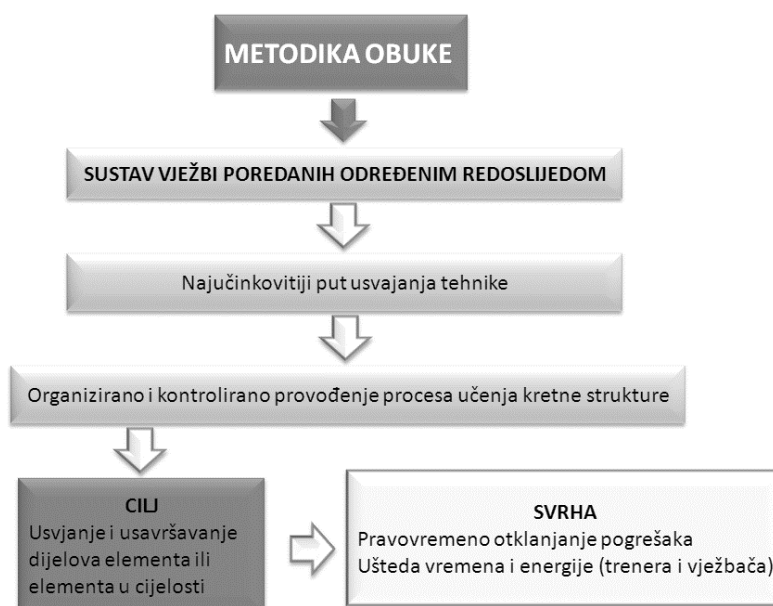 METODIKA OBUKE
SUSTAV VJEŽBI POREDANIH ODREĐENIM REDOSLIJEDOM
Najučinkovitiji put usvajanja tehnike
Organizirano i kontrolirano provođenje procesa učenja kretne strukture
CILJ
Usvjanje i usavršavanje
dijelova elementa ili
elementa u cijelosti
SVRHA
Pravovremeno otklanjanje pogrešaka
Ušteda vremena i energije (trenera i vježbača)